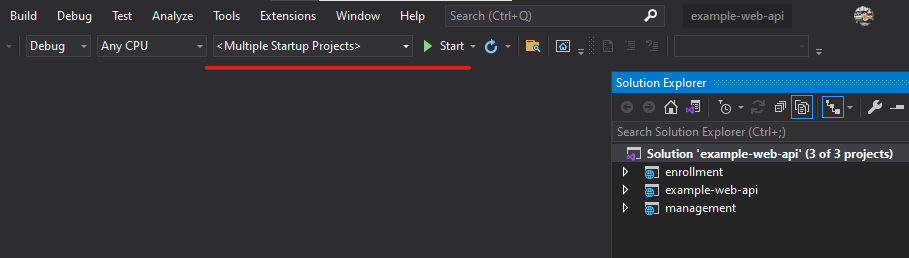 Build Debug Test Analyze Tools Extensions Window Help Search (Ctrl+Q) example-web-api
Debug Any CPU <Multiple Startup Projects> Start
Solution Explorer
Search Solution Explorer (Ctrl+;)
Solution 'example-web-api' (3 of 3 projects)
enrollment
example-web-api
management